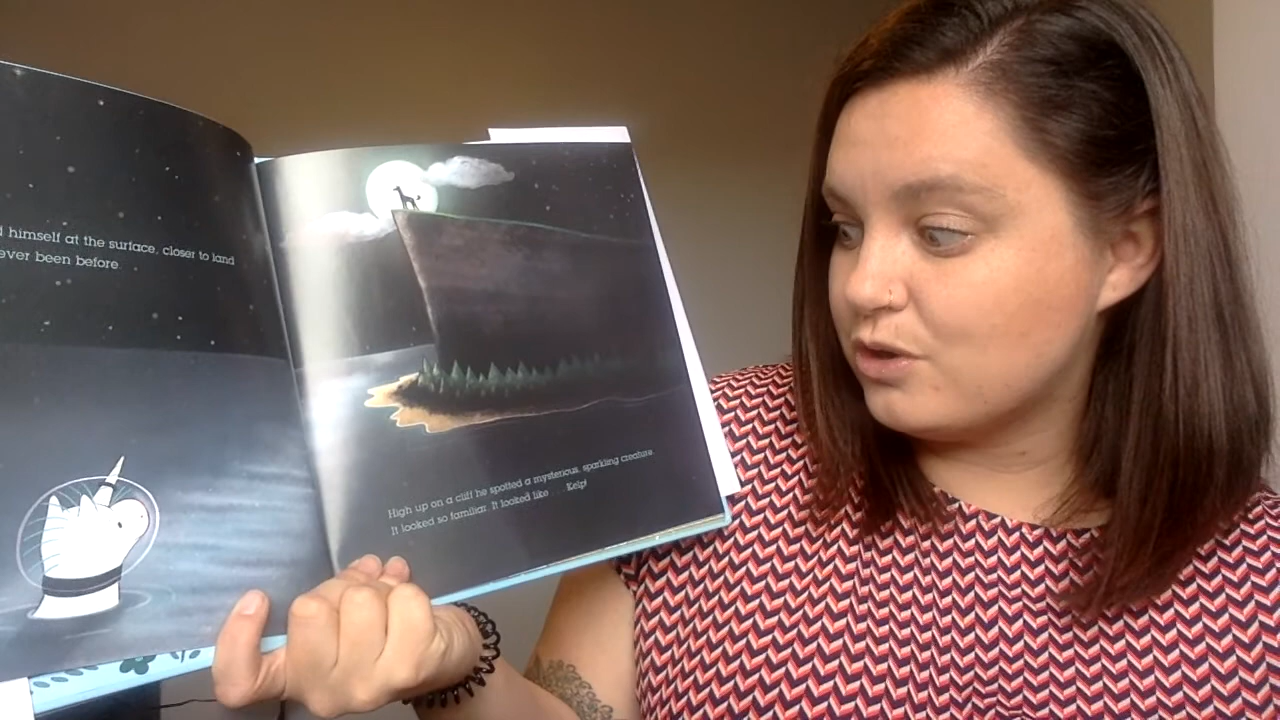 d himself at the surface, closer to land
ever been before.
High up on a cliff he spotted a mysterious, sparkling creature.
It looked so familiar. It looked like . . . Kelp!